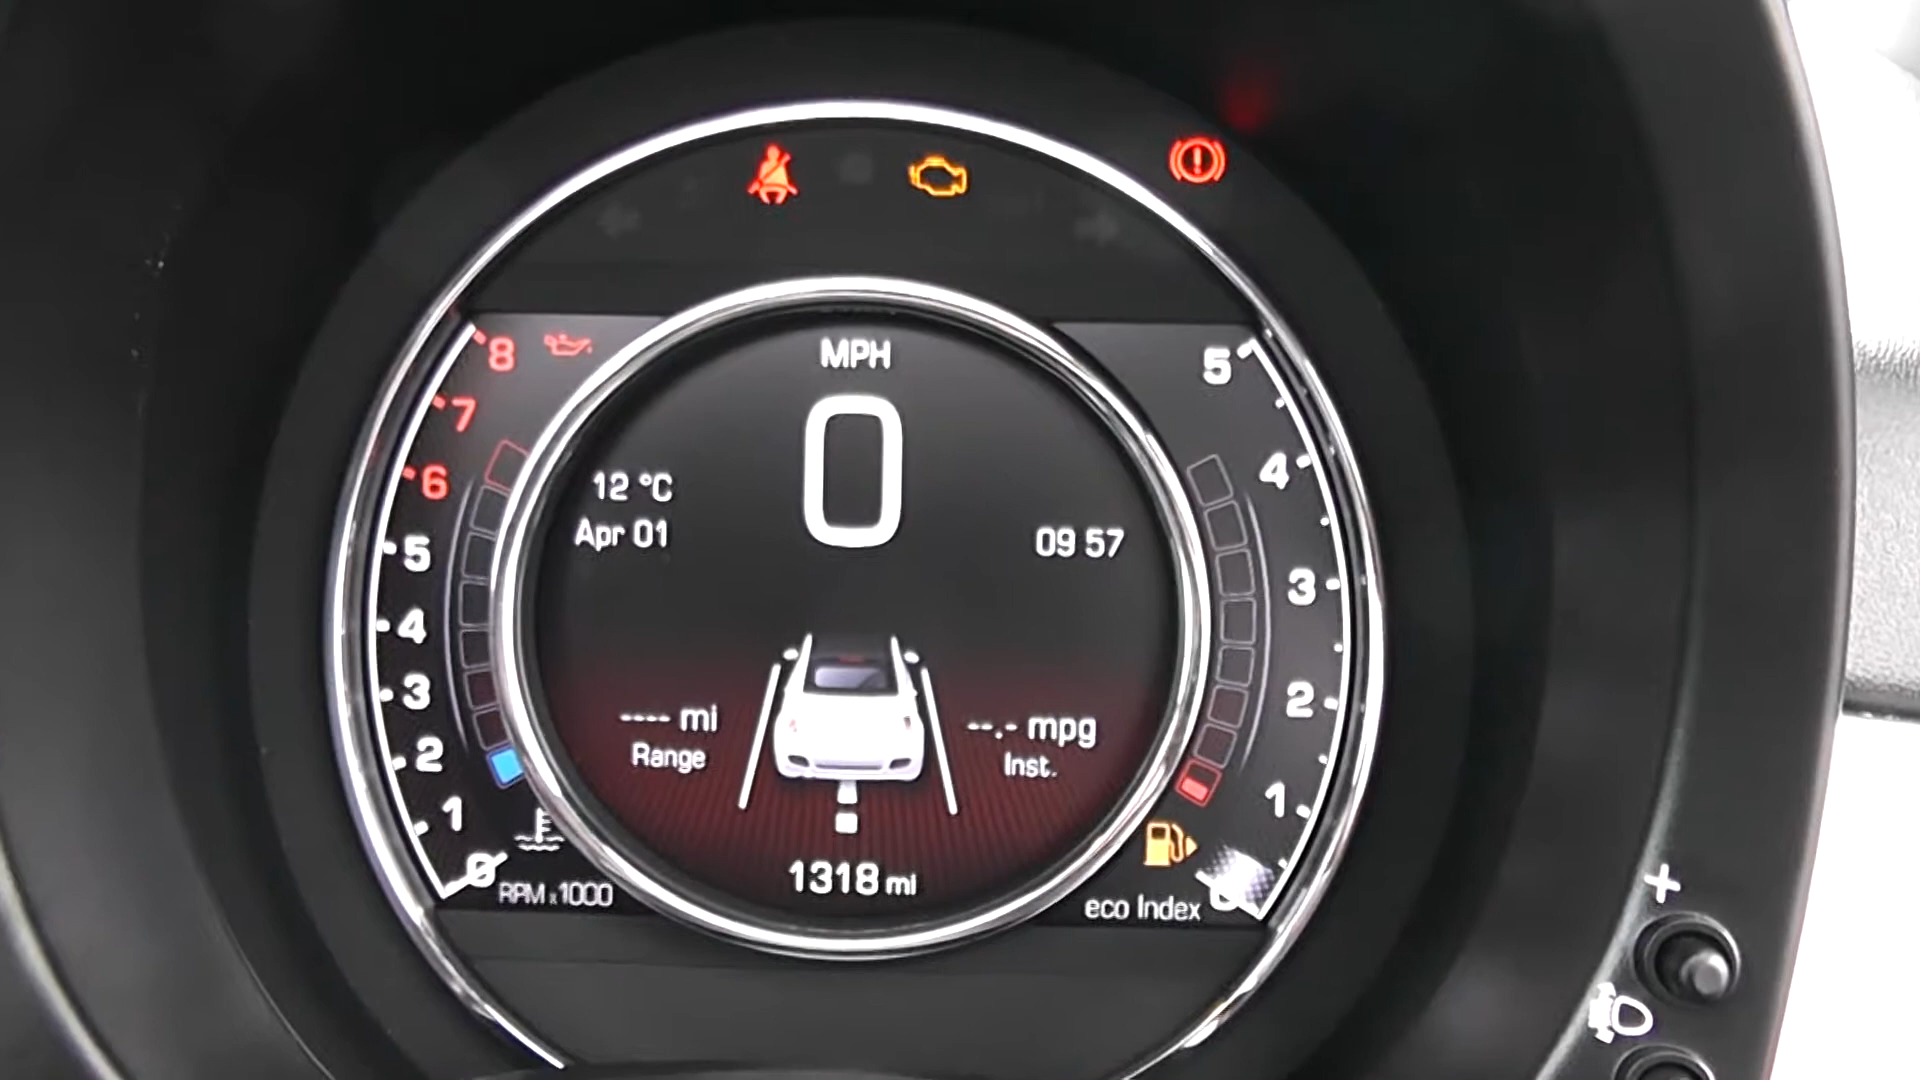 MPH
0
12 °C
Apr 01
09 57
---- mi
Range
--.- mpg
Inst.
1318 mi
8
7
6
5
4
3
2
1
0
RPM x1000
5
4
3
2
1
0
eco Index
+